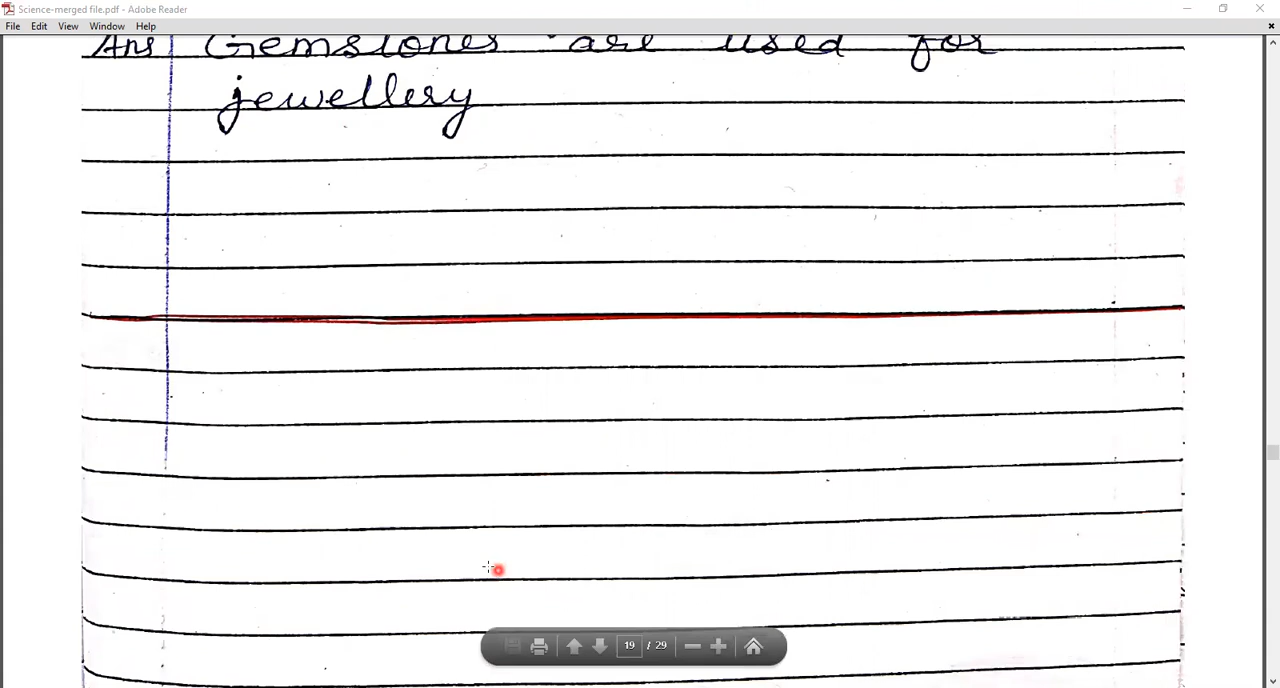 Science-merged file.pdf - Adobe Reader
File Edit View Window Help
Ans Gemstones are used for
jewellery
19 / 29